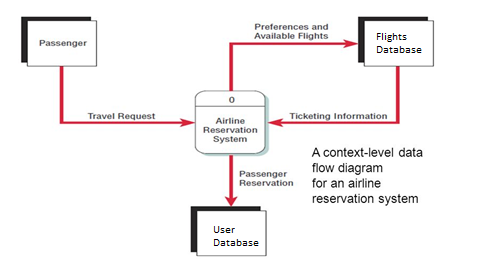 Preferences and
Available Flights
Passenger
Flights
Database
0
Airline
Reservation
System
Travel Request
Ticketing Information
Passenger
Reservation
A context-level data
flow diagram
for an airline
reservation system
User
Database